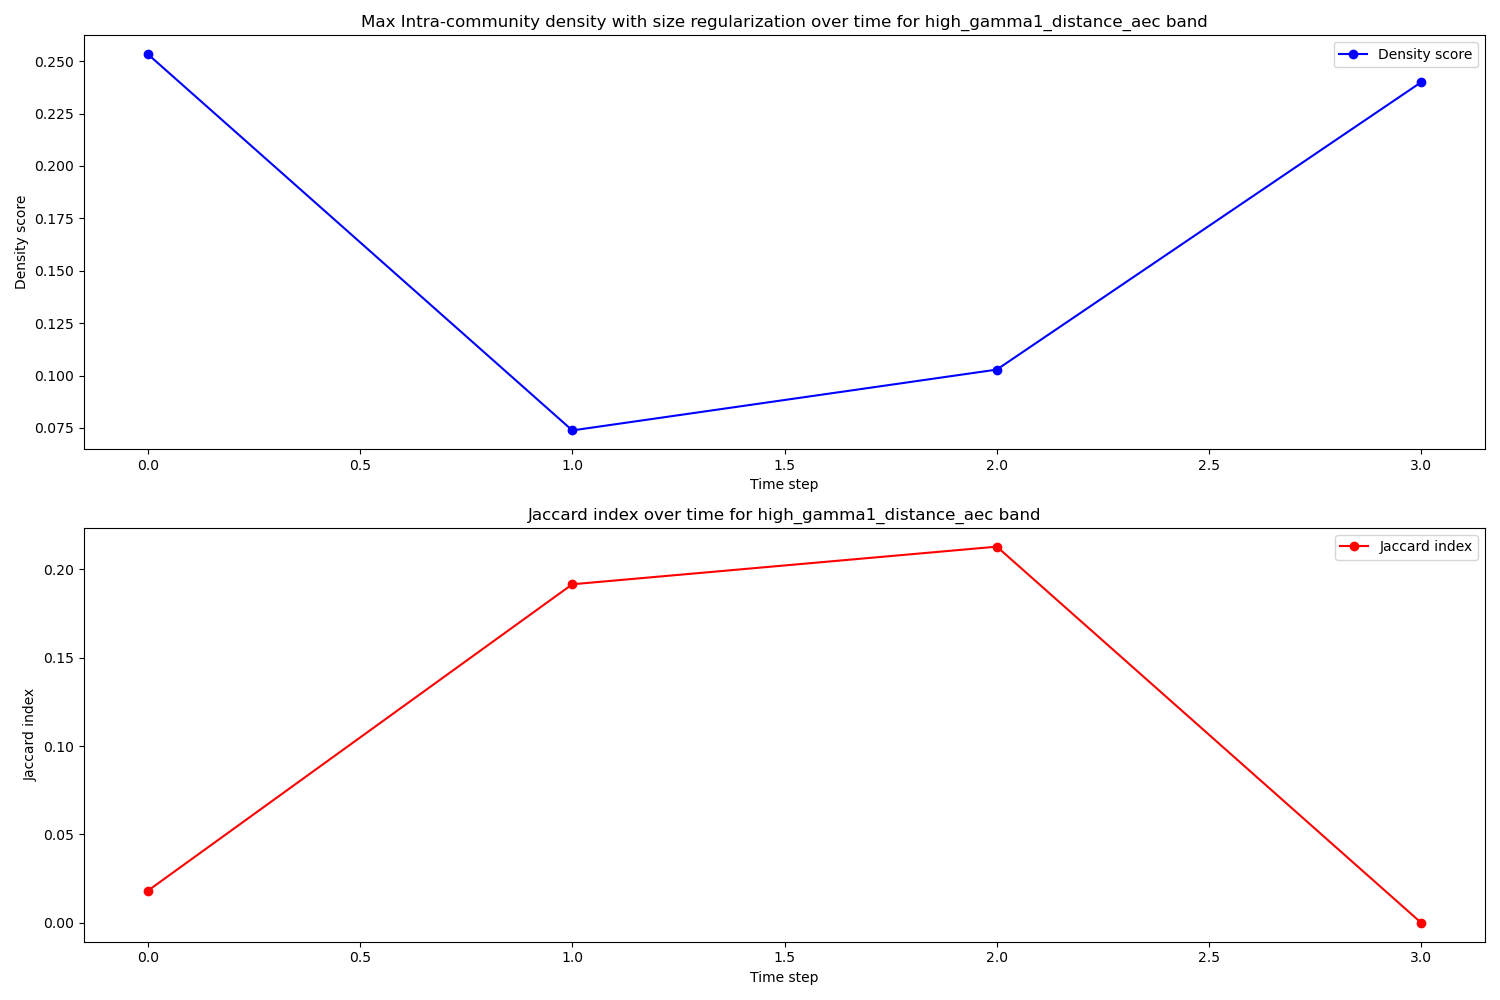 Max Intra-community density with size regularization over time for high_gamma1_distance_aec band
Density score
0.250
0.225
0.200
0.175
0.150
0.125
0.100
0.075
Density score
0.0 0.5 1.0 1.5 2.0 2.5 3.0
Time step
Jaccard index over time for high_gamma1_distance_aec band
Jaccard index
0.20
0.15
0.10
0.05
0.00
Jaccard index
0.0 0.5 1.0 1.5 2.0 2.5 3.0
Time step